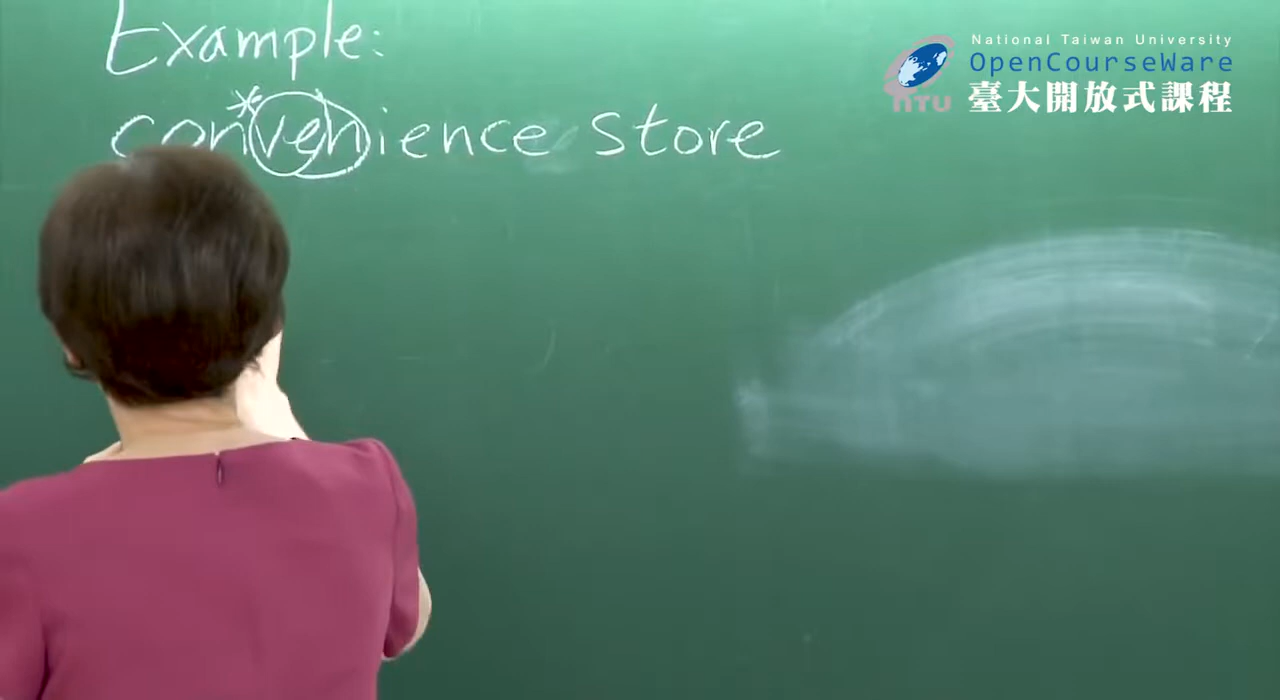 Example:
*convenience store
National Taiwan University
OpenCourseWare
NTU
臺大開放式課程